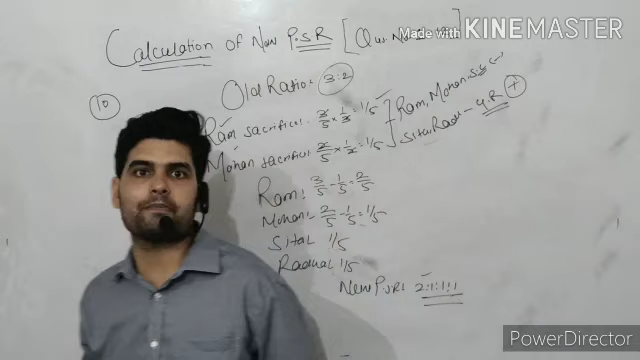 Made with KINEMASTER
Calculation of New P.S.R [Que. No.
10
Old Ratio: 3:2
Ram sacrifice: 3/5 × 1/3 = 1/5
Mohan sacrifice: 2/5 × 1/2 = 1/5
Ram, Mohan
Sita, Radha - G.R +
Ram: 3/5 - 1/5 = 2/5
Mohan: 2/5 - 1/5 = 1/5
Sita: 1/5
Radha: 1/5
New P.S.R: 2:1:1:1
PowerDirector